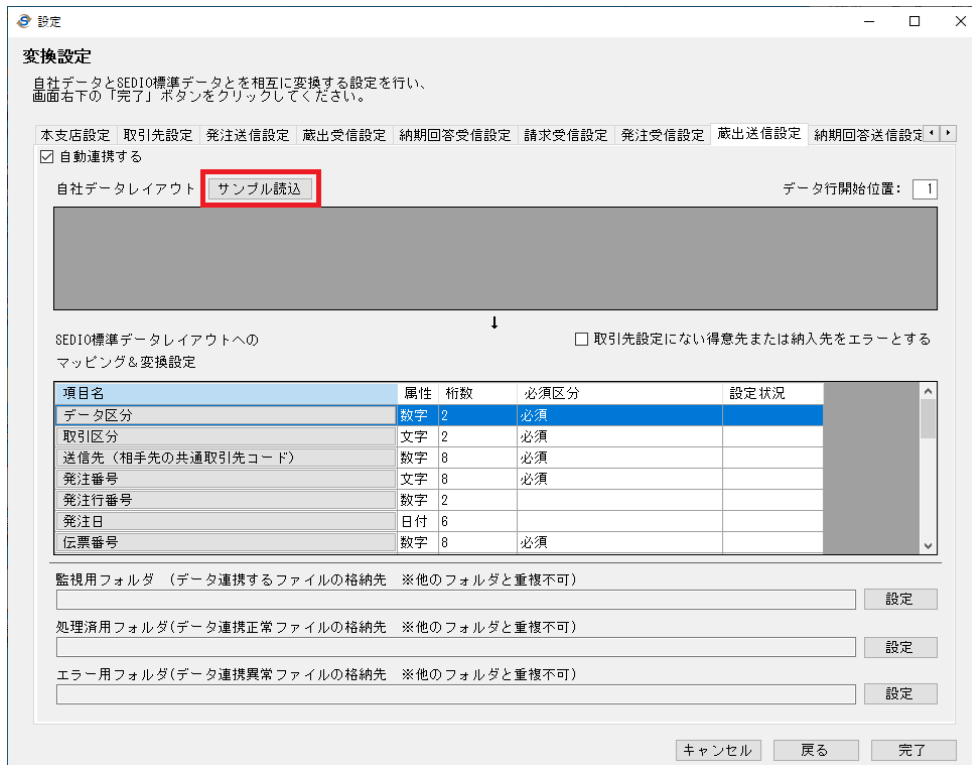 設定
変換設定
自社データとSEDIO標準データとを相互に変換する設定を行い、
画面右下の「完了」ボタンをクリックしてください。
本支店設定 取引先設定 発注送信設定 蔵出受信設定 納期回答受信設定 請求受信設定 発注受信設定 蔵出送信設定 納期回答送信設定
自動連携する
自社データレイアウト サンプル読込 データ行開始位置: 1
↓
SEDIO標準データレイアウトへの
マッピング&変換設定
取引先設定にない得意先または納入先をエラーとする
項目名 属性 桁数 必須区分 設定状況
データ区分 数字 2 必須
取引区分 文字 2 必須
送信先（相手先の共通取引先コード） 数字 8 必須
発注番号 文字 8 必須
発注行番号 数字 2
発注日 日付 6
伝票番号 数字 8 必須
監視用フォルダ （データ連携するファイルの格納先 ※他のフォルダと重複不可）
設定
処理済用フォルダ(データ連携正常ファイルの格納先 ※他のフォルダと重複不可)
設定
エラー用フォルダ(データ連携異常ファイルの格納先 ※他のフォルダと重複不可)
設定
キャンセル 戻る 完了